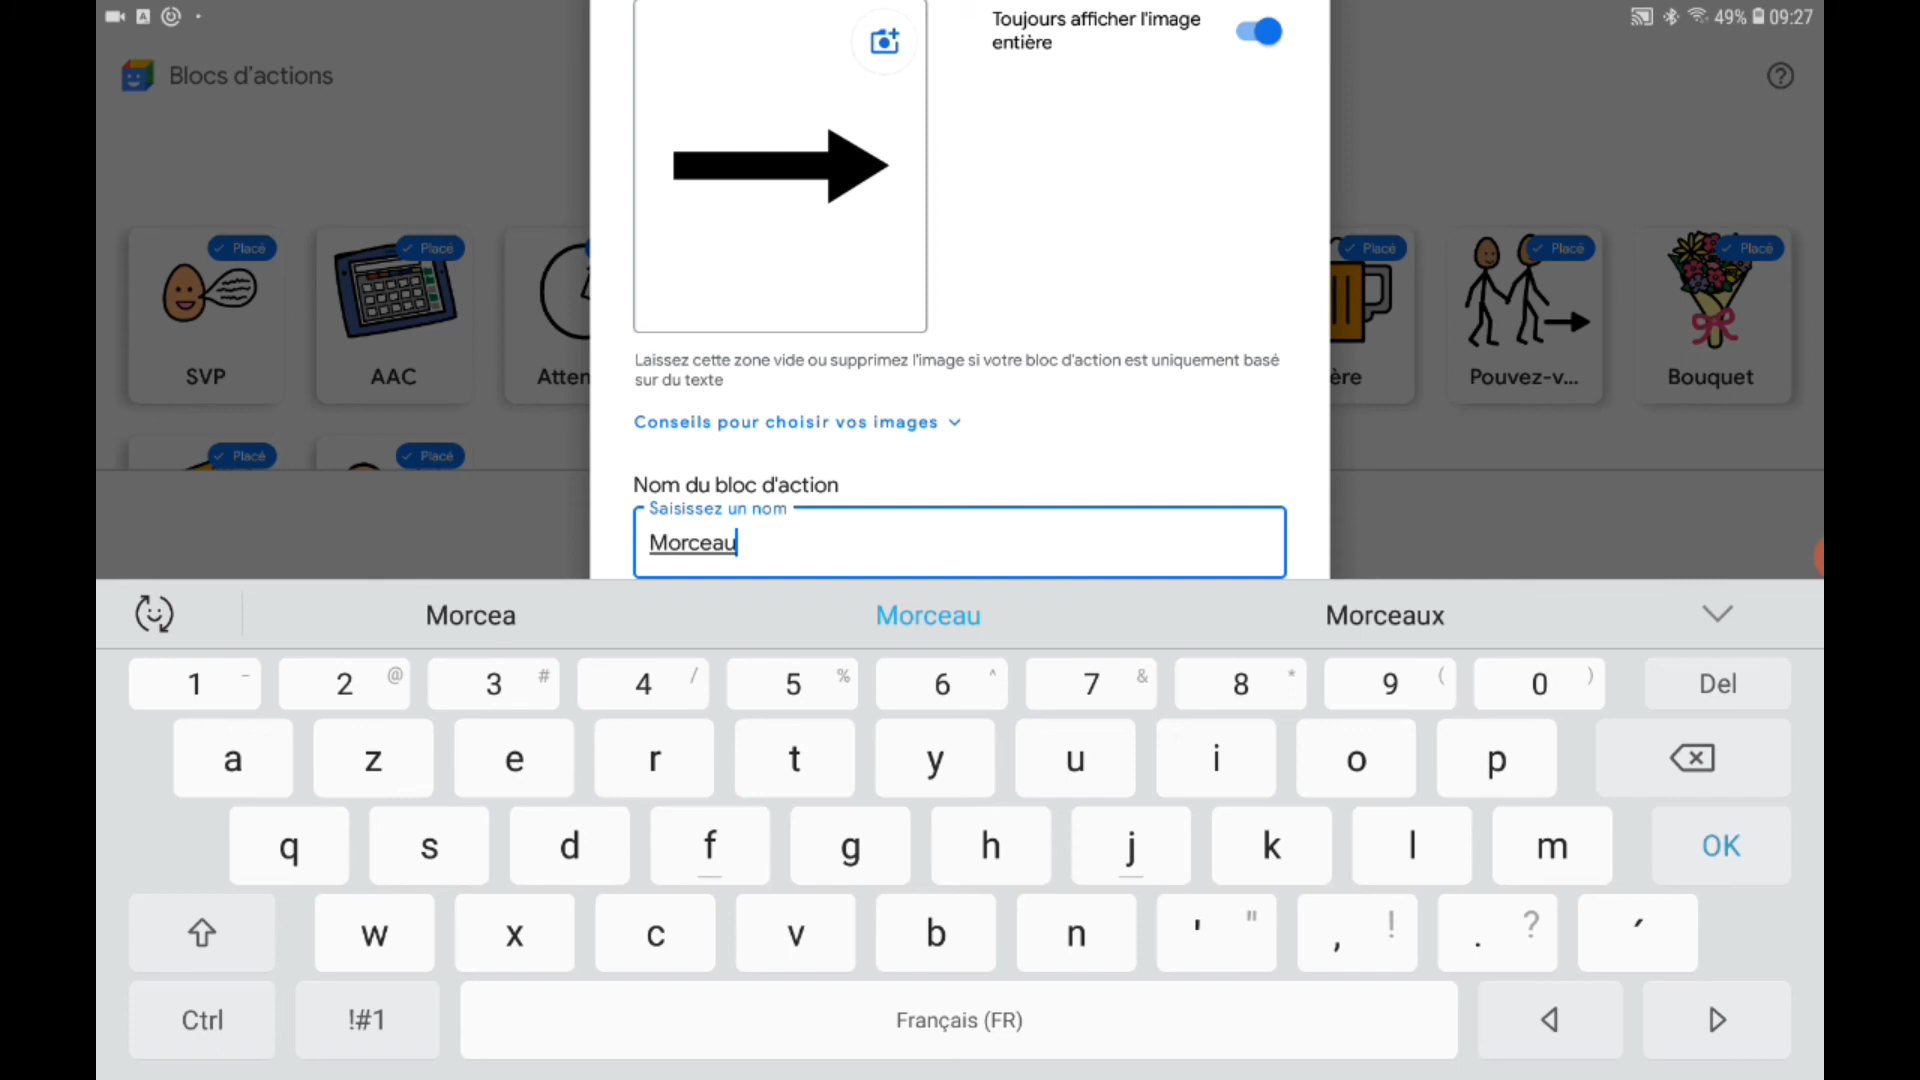 49% 09:27
Blocs d'actions
Toujours afficher l'image
entière
Placé
Placé
Placé
Placé
Placé
SVP
AAC
Atten
ère
Pouvez-v...
Bouquet
Placé
Placé
Laissez cette zone vide ou supprimez l'image si votre bloc d'action est uniquement basé
sur du texte
Conseils pour choisir vos images
Nom du bloc d'action
Saisissez un nom
Morceau
Morcea Morceau Morceaux
1 - 2 @ 3 # 4 / 5 % 6 ^ 7 & 8 * 9 ( 0 ) Del
a z e r t y u i o p
q s d f g h j k l m OK
w x c v b n ' " , ! . ? ´
Ctrl !#1 Français (FR)